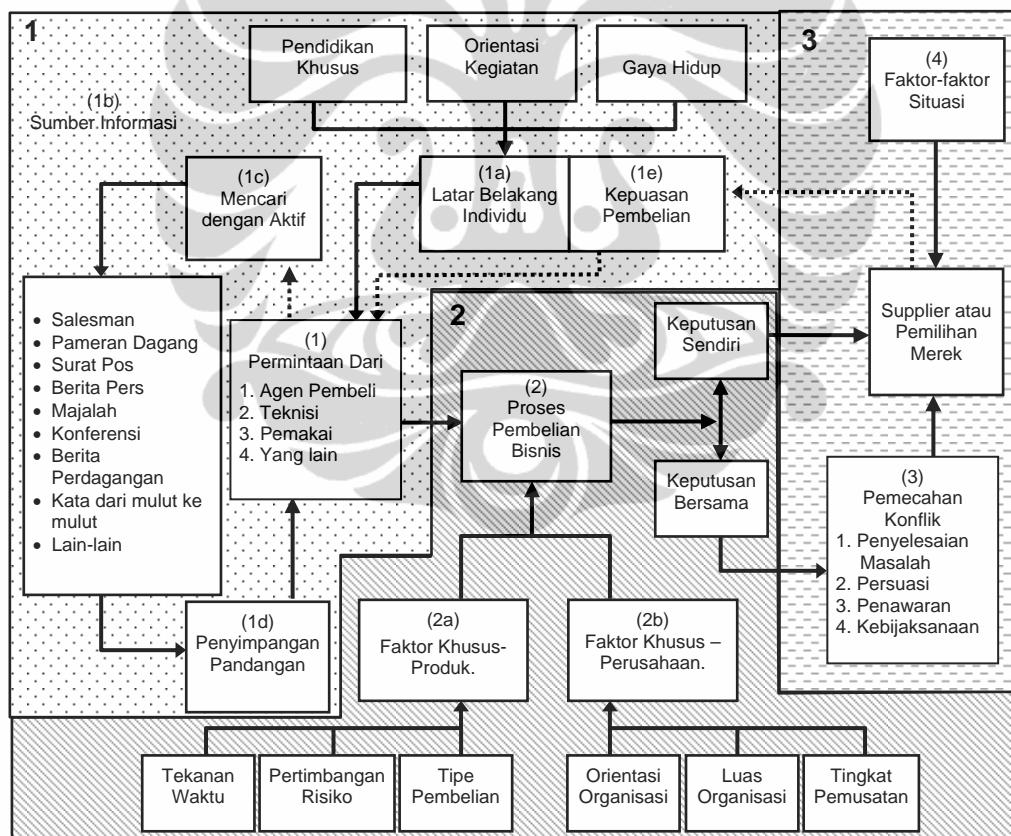 1
Pendidikan
Khusus
Orientasi
Kegiatan
Gaya Hidup
3
(4)
Faktor-faktor
Situasi
(1b)
Sumber Informasi
(1c)
Mencari
dengan Aktif
(1a)
Latar Belakang
Individu
(1e)
Kepuasan
Pembelian
• Salesman
• Pameran Dagang
• Surat Pos
• Berita Pers
• Majalah
• Konferensi
• Berita
Perdagangan
• Kata dari mulut ke
mulut
• Lain-lain
(1)
Permintaan Dari
1. Agen Pembeli
2. Teknisi
3. Pemakai
4. Yang lain
2
(2)
Proses
Pembelian
Bisnis
Keputusan
Sendiri
Keputusan
Bersama
Supplier atau
Pemilihan
Merek
(3)
Pemecahan
Konflik
1. Penyelesaian
Masalah
2. Persuasi
3. Penawaran
4. Kebijaksanaan
(1d)
Penyimpangan
Pandangan
(2a)
Faktor Khusus-
Produk.
(2b)
Faktor Khusus –
Perusahaan.
Tekanan
Waktu
Pertimbangan
Risiko
Tipe
Pembelian
Orientasi
Organisasi
Luas
Organisasi
Tingkat
Pemusatan